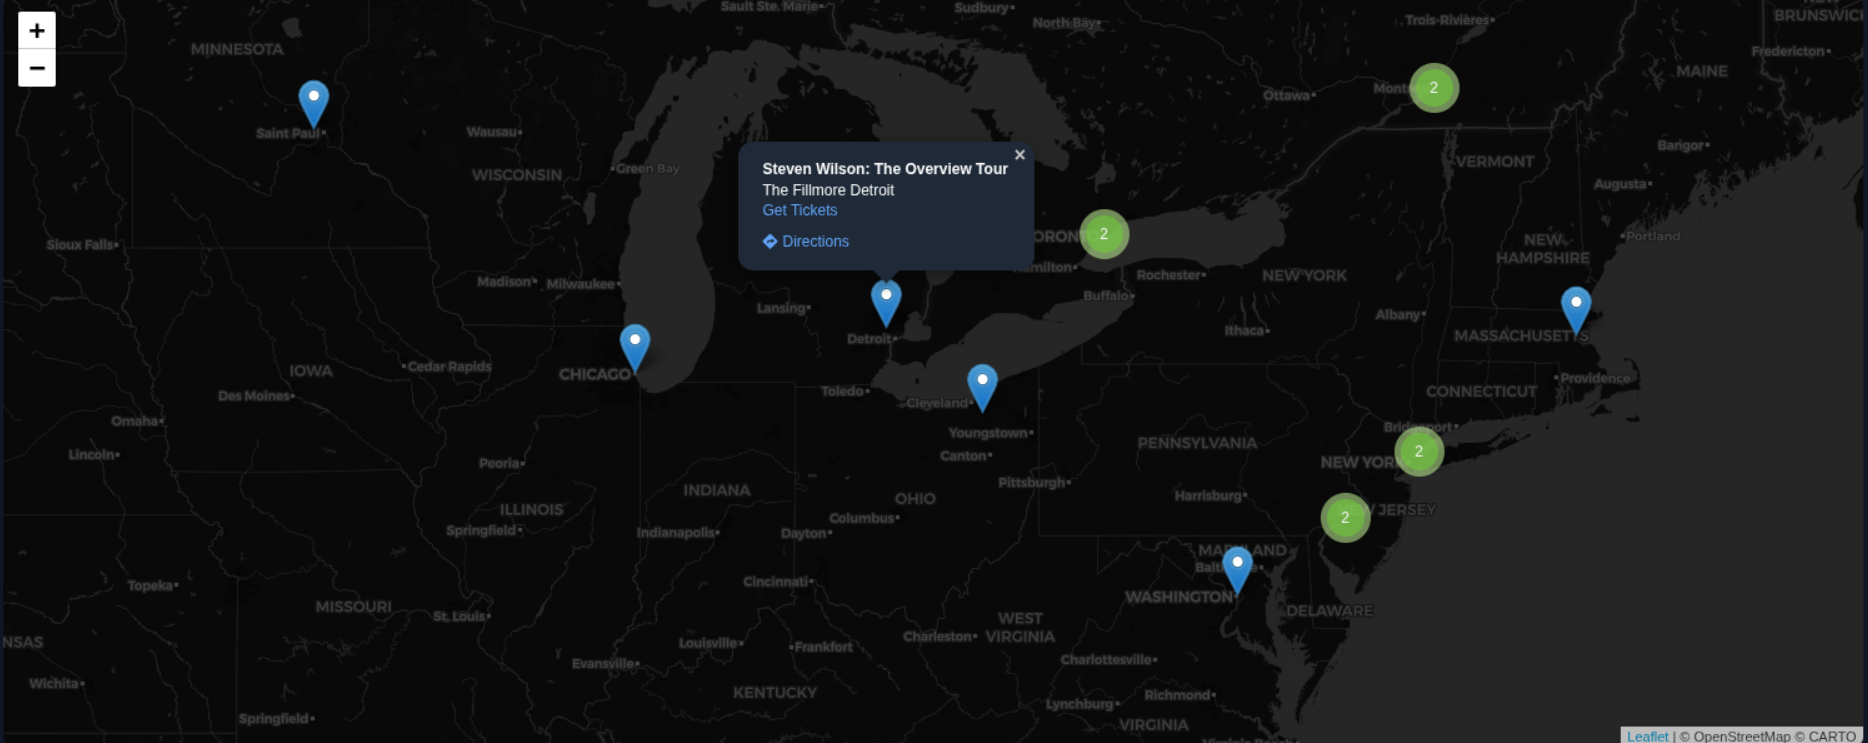 +
−
Sault Ste. Marie
Sudbury
North Bay
Trois-Rivières
BRUNSWIC
Fredericton
MINNESOTA
MAINE
Ottawa
Mont
2
Saint Paul
Wausau
Bangor
VERMONT
Green Bay
WISCONSIN
Augusta
Steven Wilson: The Overview Tour
×
The Fillmore Detroit
Get Tickets
Directions
ORONT
2
Portland
NEW
HAMPSHIRE
Sioux Falls
amilton
Rochester
NEW YORK
Madison
Milwaukee
Buffalo
Lansing
Albany
Ithaca
Detroit
MASSACHUSETTS
CHICAGO
IOWA
Cedar Rapids
Toledo
Cleveland
CONNECTICUT
Providence
Des Moines
Omaha
Bridgeport
Youngstown
PENNSYLVANIA
Lincoln
Canton
2
NEW YOR
Peoria
Pittsburgh
INDIANA
OHIO
Harrisburg
ILLINOIS
Columbus
2
W JERSEY
Springfield
Indianapolis
Dayton
MARYLAND
Balti
e
Topeka
Cincinnati
WASHINGTON
MISSOURI
St. Louis
DELAWARE
WEST
VIRGINIA
NSAS
Louisville
Frankfort
Charleston
Evansville
Charlottesville
Wichita
KENTUCKY
Richmond
Lynchburg
Springfield
VIRGINIA
Leaflet | © OpenStreetMap © CARTO